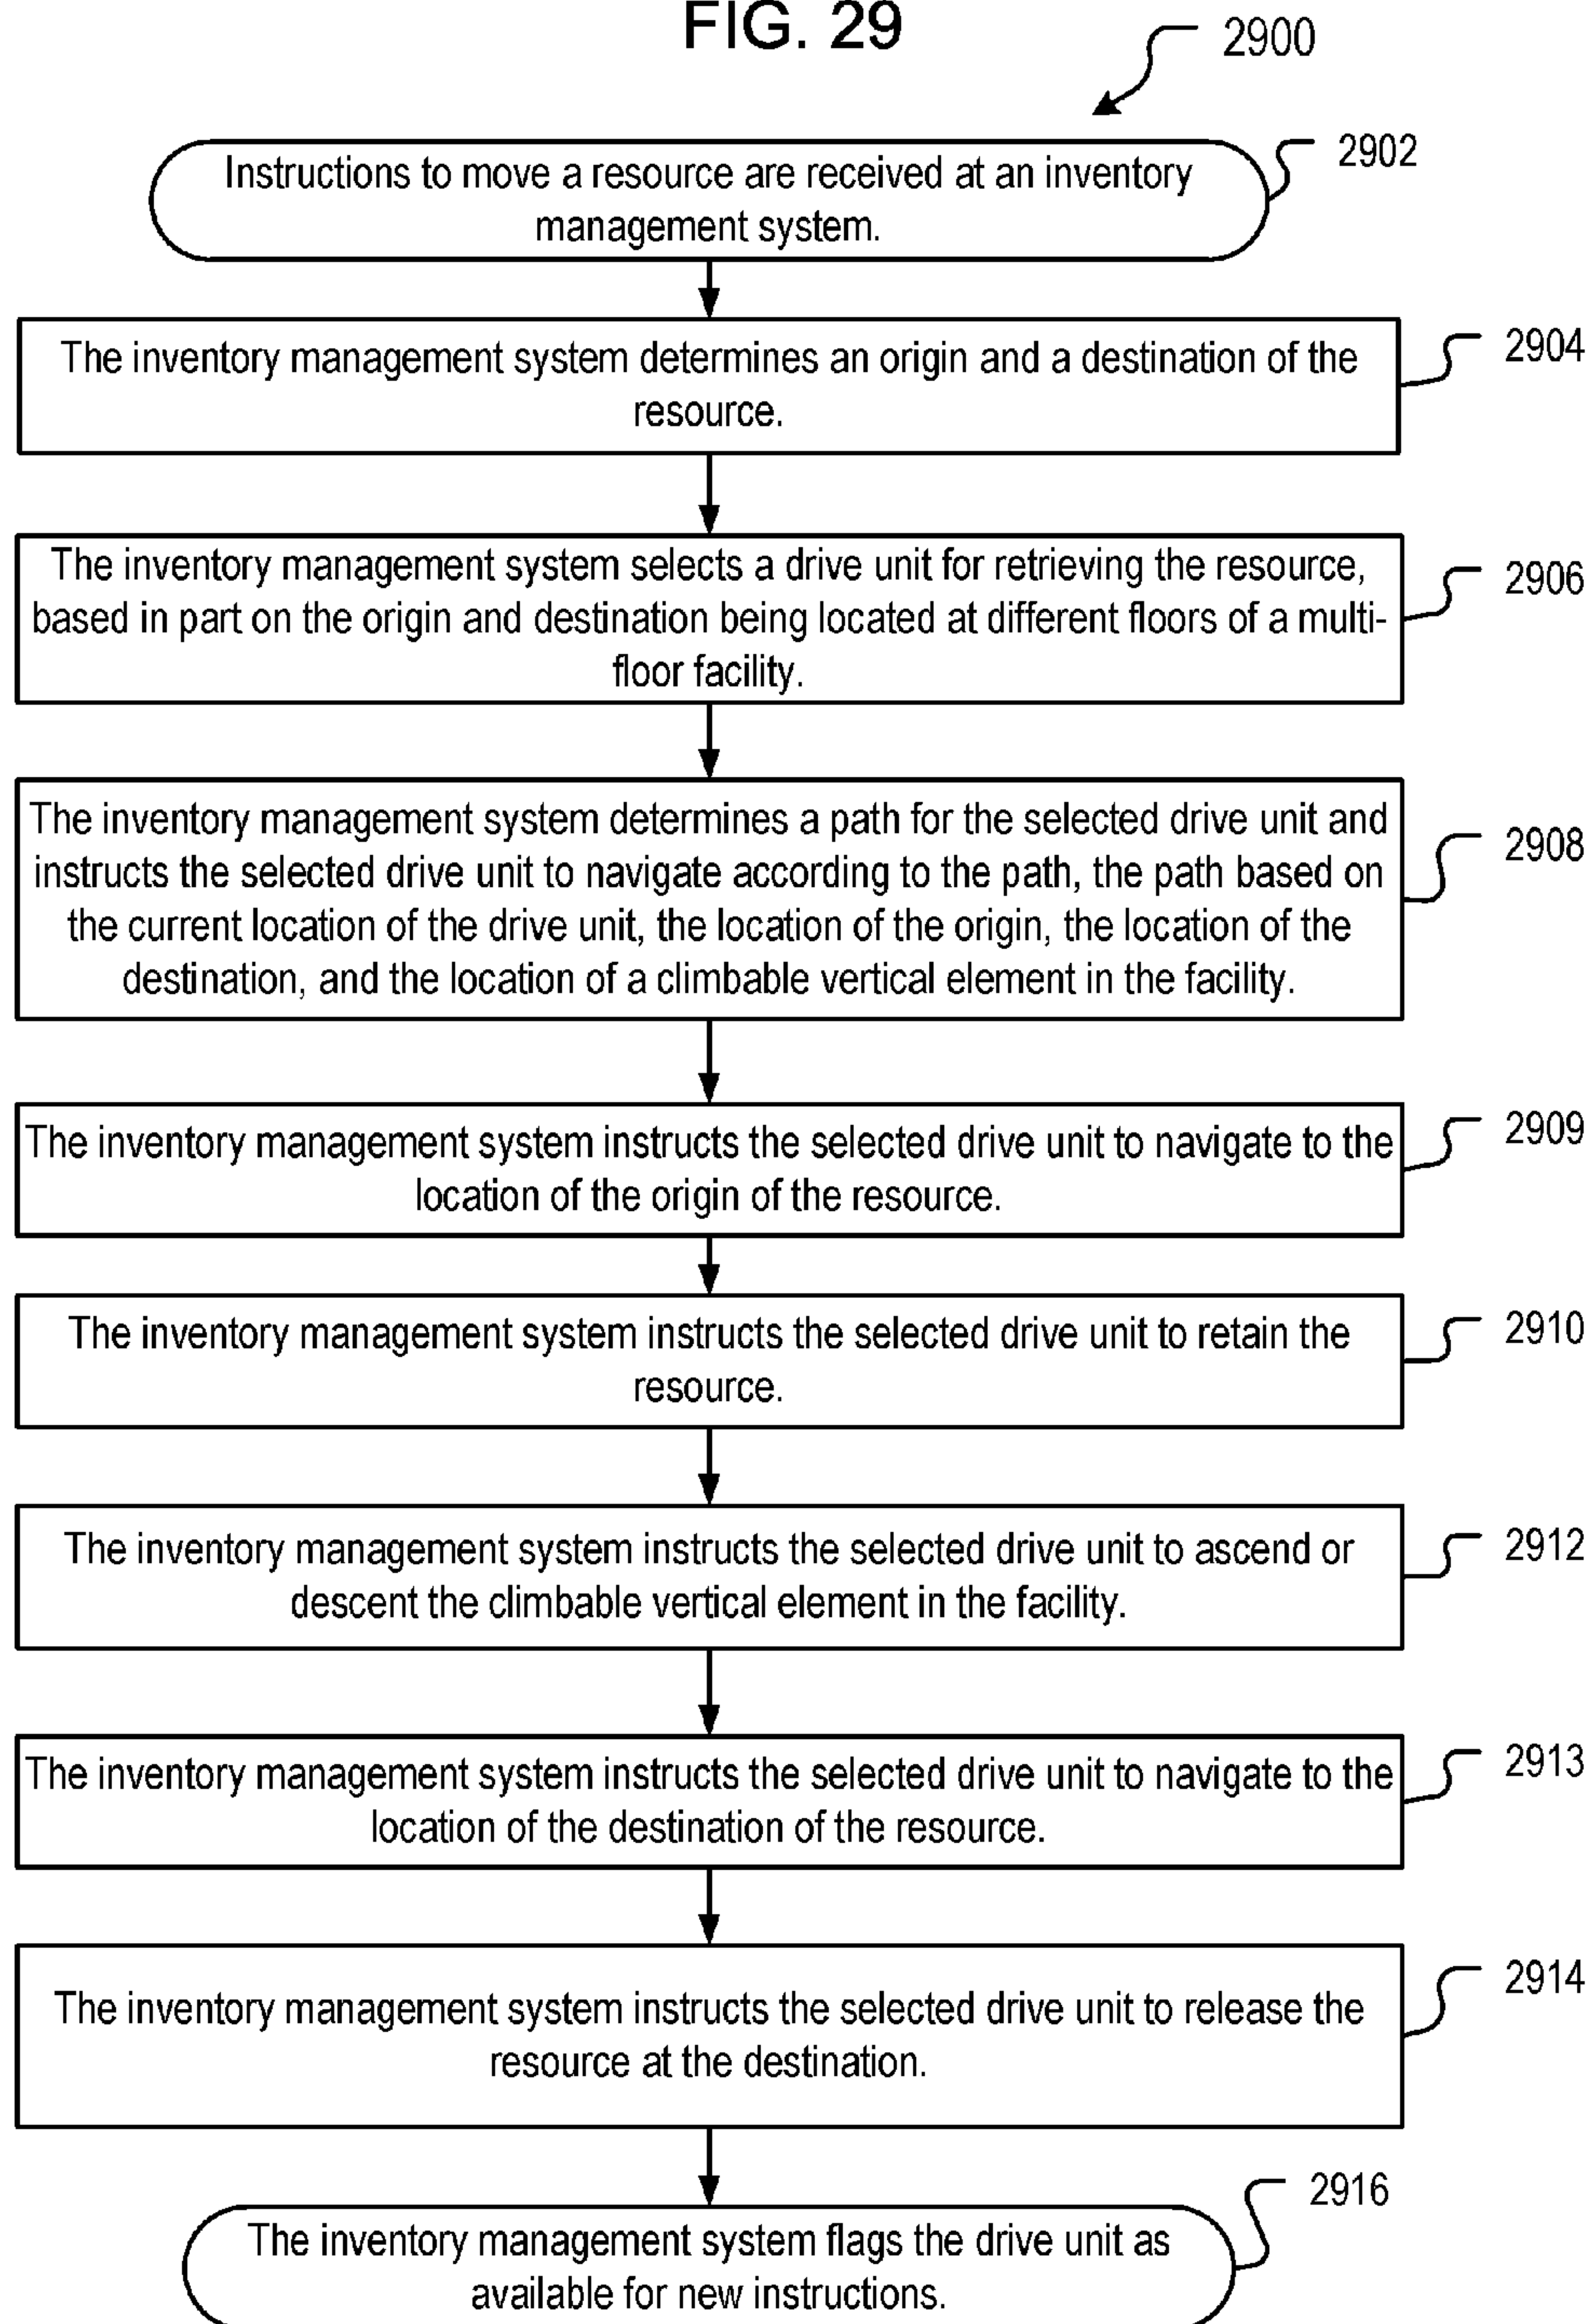 FIG. 29
2900
Instructions to move a resource are received at an inventory
management system.
2902
The inventory management system determines an origin and a destination of the
resource.
2904
The inventory management system selects a drive unit for retrieving the resource,
based in part on the origin and destination being located at different floors of a multi-
floor facility.
2906
The inventory management system determines a path for the selected drive unit and
instructs the selected drive unit to navigate according to the path, the path based on
the current location of the drive unit, the location of the origin, the location of the
destination, and the location of a climbable vertical element in the facility.
2908
The inventory management system instructs the selected drive unit to navigate to the
location of the origin of the resource.
2909
The inventory management system instructs the selected drive unit to retain the
resource.
2910
The inventory management system instructs the selected drive unit to ascend or
descent the climbable vertical element in the facility.
2912
The inventory management system instructs the selected drive unit to navigate to the
location of the destination of the resource.
2913
The inventory management system instructs the selected drive unit to release the
resource at the destination.
2914
The inventory management system flags the drive unit as
available for new instructions.
2916